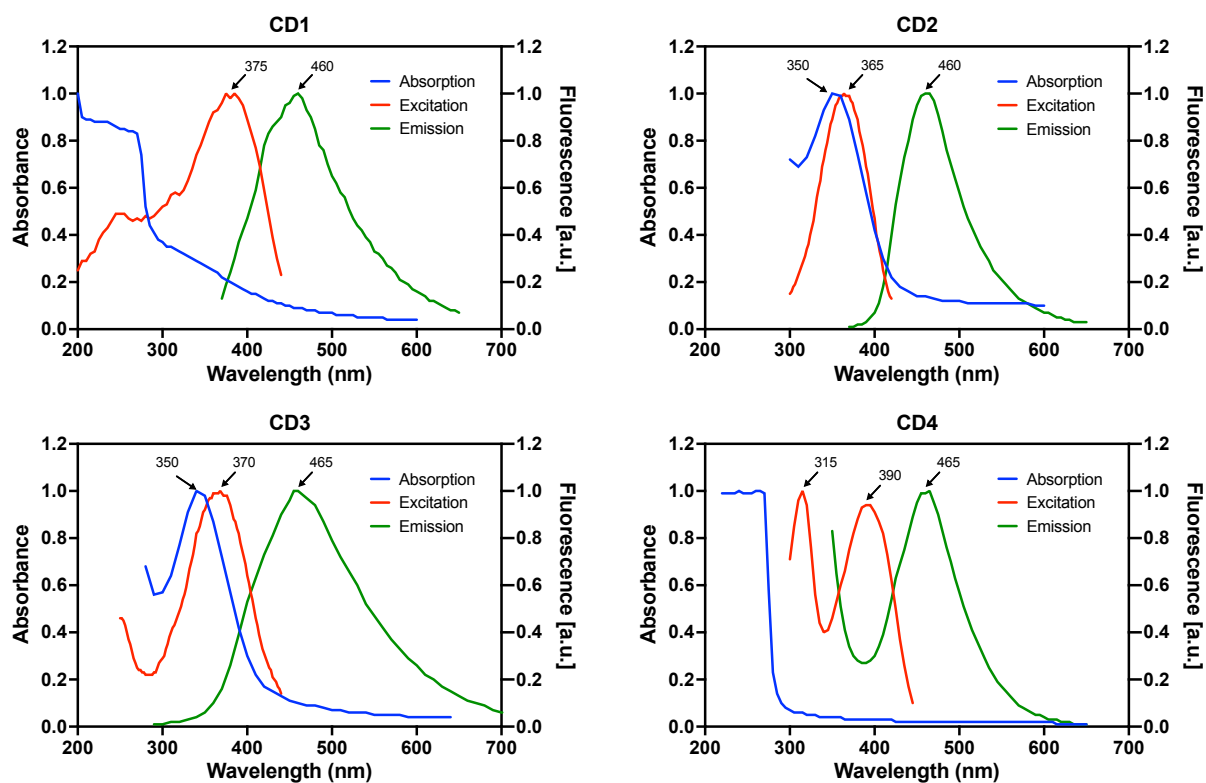 CD1
375
460
Absorption
Excitation
Emission
Absorbance
Fluorescence [a.u.]
1.2
1.0
0.8
0.6
0.4
0.2
0.0
1.2
1.0
0.8
0.6
0.4
0.2
0.0
200 300 400 500 600 700
Wavelength (nm)
CD2
350
365
460
Absorption
Excitation
Emission
Absorbance
Fluorescence [a.u.]
1.2
1.0
0.8
0.6
0.4
0.2
0.0
1.2
1.0
0.8
0.6
0.4
0.2
0.0
200 300 400 500 600 700
Wavelength (nm)
CD3
350
370
465
Absorption
Excitation
Emission
Absorbance
Fluorescence [a.u.]
1.2
1.0
0.8
0.6
0.4
0.2
0.0
1.2
1.0
0.8
0.6
0.4
0.2
0.0
200 300 400 500 600 700
Wavelength (nm)
CD4
315
390
465
Absorption
Excitation
Emission
Absorbance
Fluorescence [a.u.]
1.2
1.0
0.8
0.6
0.4
0.2
0.0
1.2
1.0
0.8
0.6
0.4
0.2
0.0
200 300 400 500 600 700
Wavelength (nm)